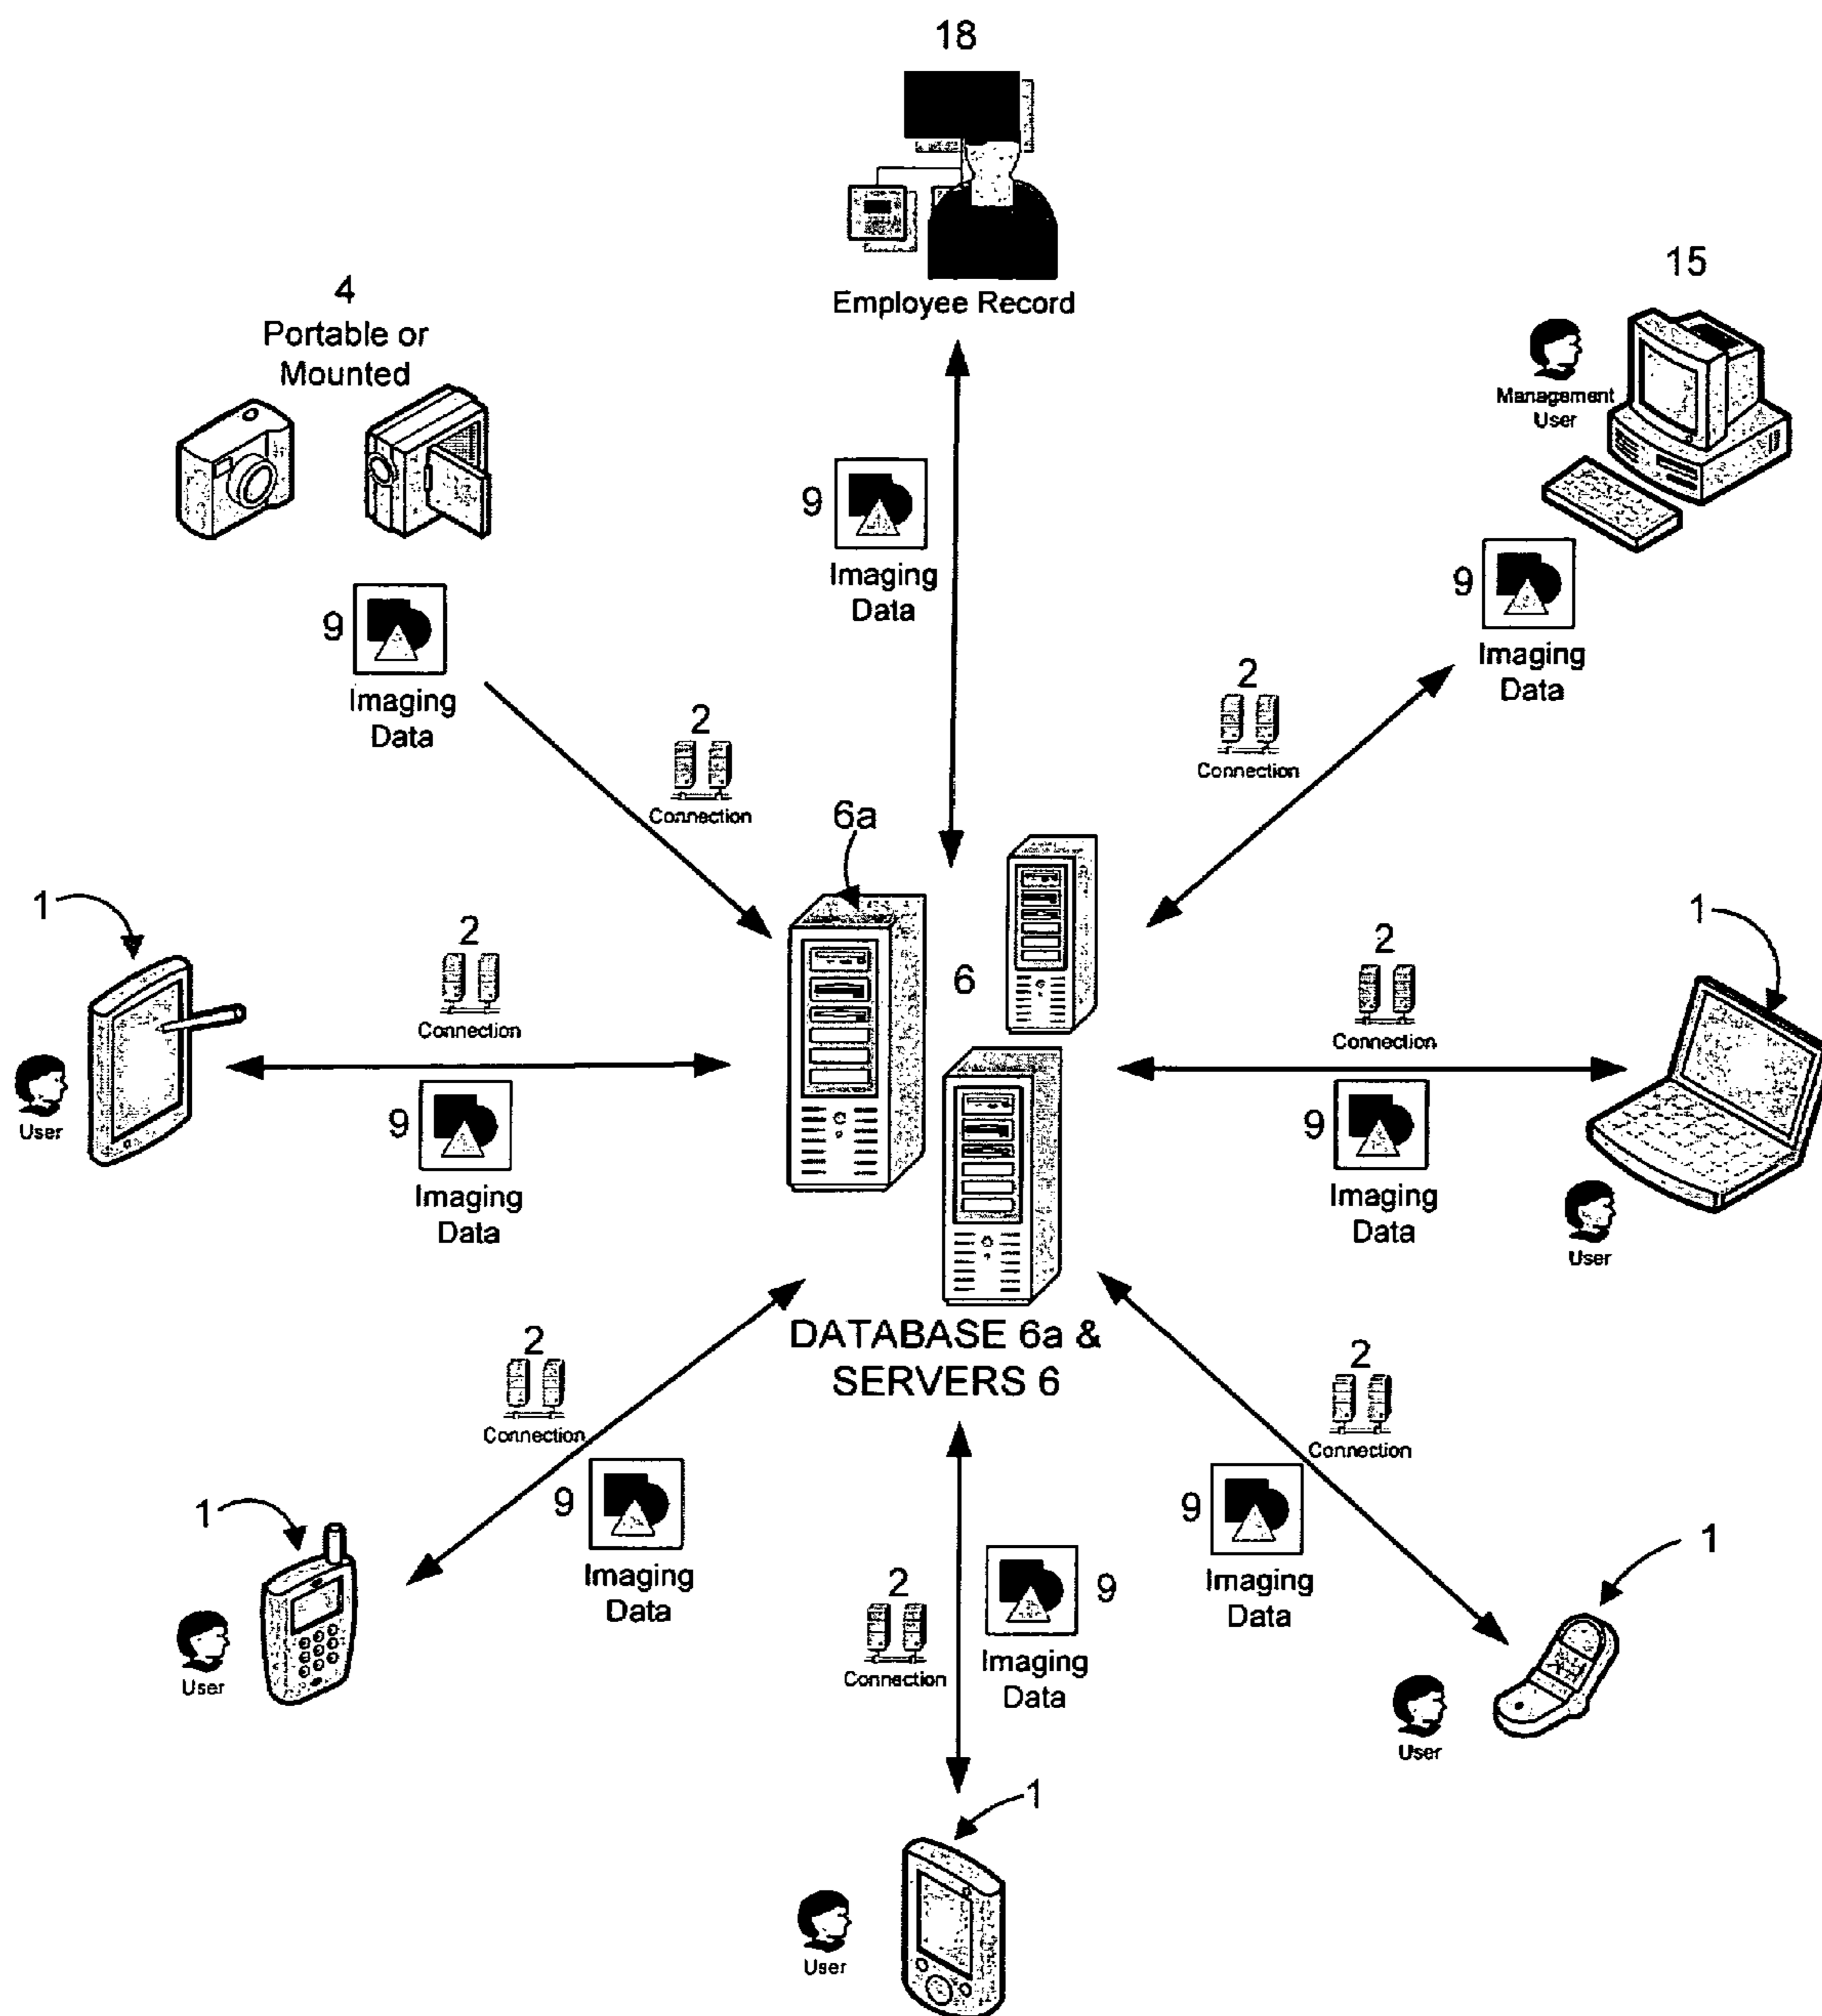 18
Employee Record
4
Portable or
Mounted
15
Management
User
9
Imaging
Data
9
Imaging
Data
9
Imaging
Data
2
Connection
2
Connection
6a
6
1
2
Connection
User
9
Imaging
Data
2
Connection
1
9
Imaging
Data
User
DATABASE 6a &
SERVERS 6
2
Connection
9
Imaging
Data
1
User
2
Connection
9
Imaging
Data
1
User
2
Connection
9
Imaging
Data
1
User